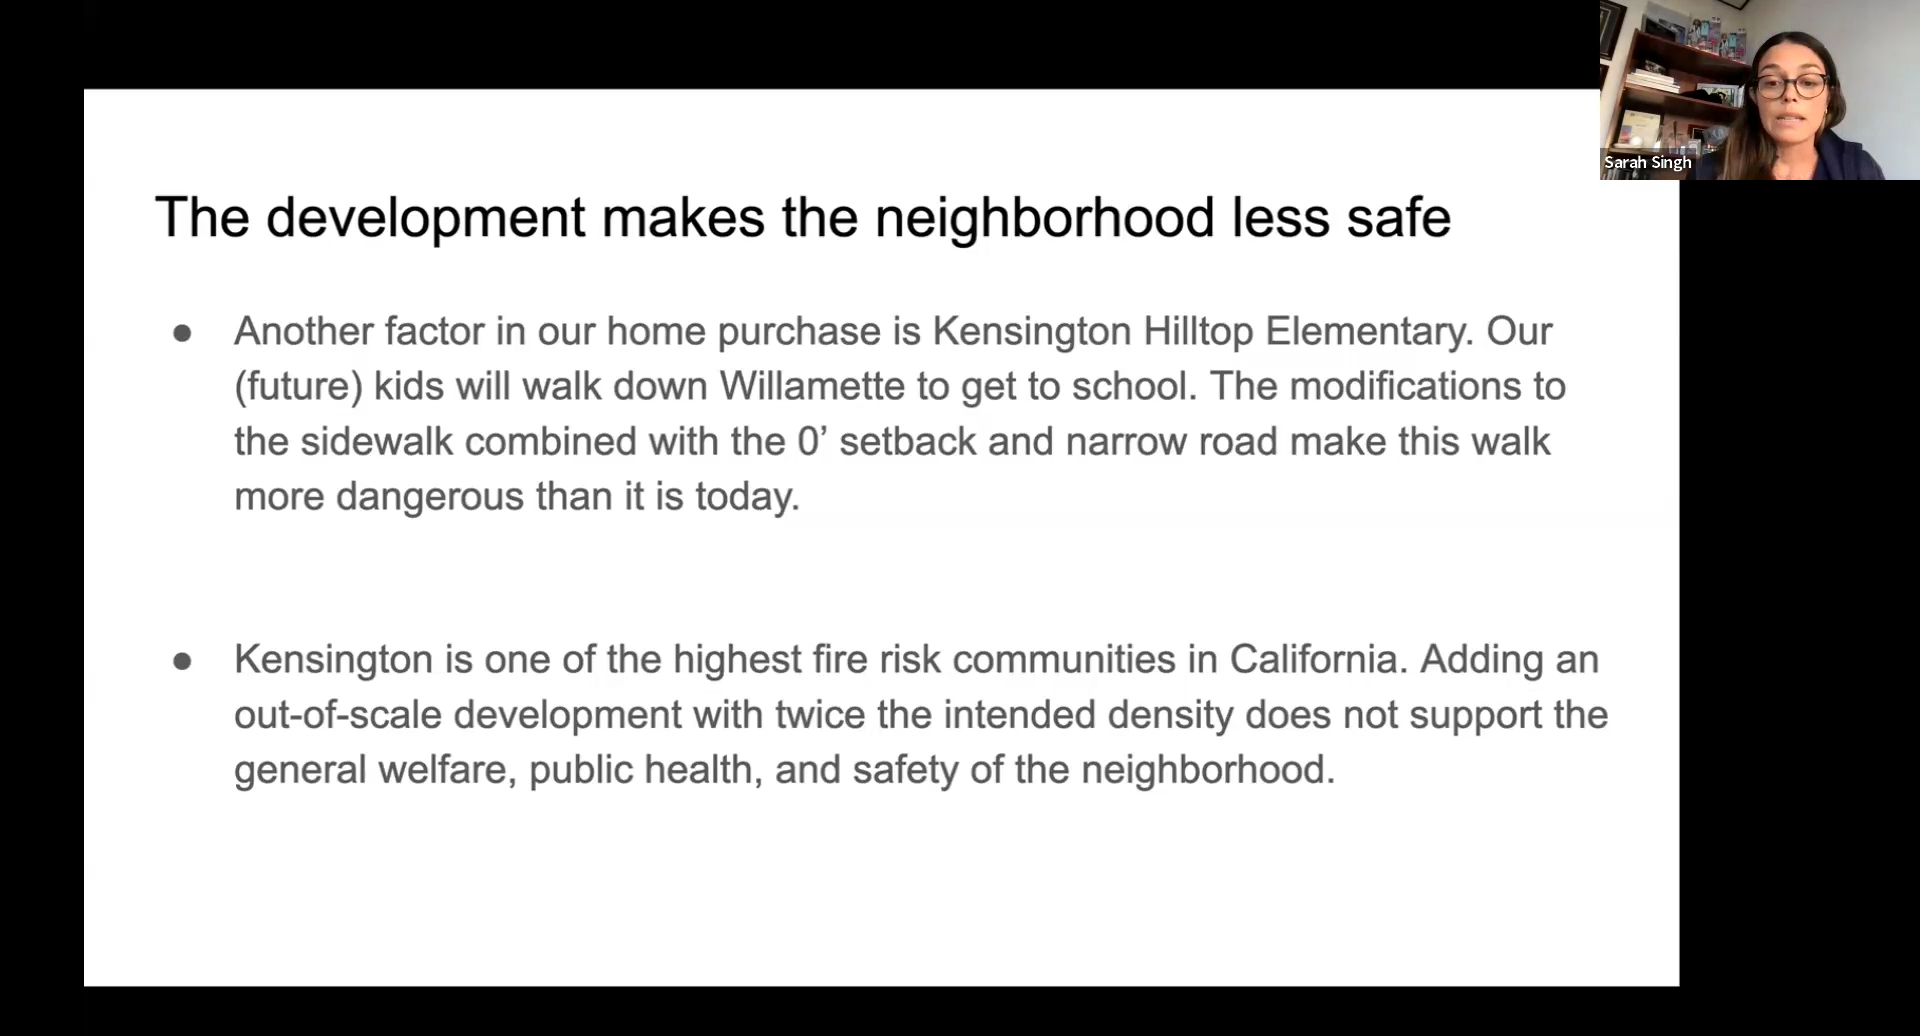 Sarah Singh
The development makes the neighborhood less safe
● Another factor in our home purchase is Kensington Hilltop Elementary. Our
(future) kids will walk down Willamette to get to school. The modifications to
the sidewalk combined with the 0’ setback and narrow road make this walk
more dangerous than it is today.
● Kensington is one of the highest fire risk communities in California. Adding an
out-of-scale development with twice the intended density does not support the
general welfare, public health, and safety of the neighborhood.